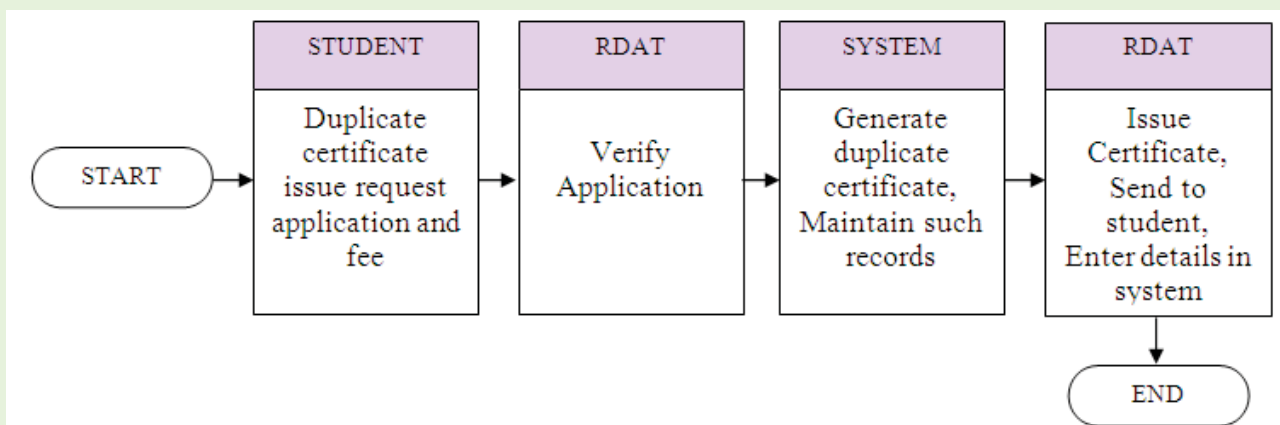 START
STUDENT
Duplicate
certificate
issue request
application and
fee
RDAT
Verify
Application
SYSTEM
Generate
duplicate
certificate,
Maintain such
records
RDAT
Issue
Certificate,
Send to
student,
Enter details in
system
END